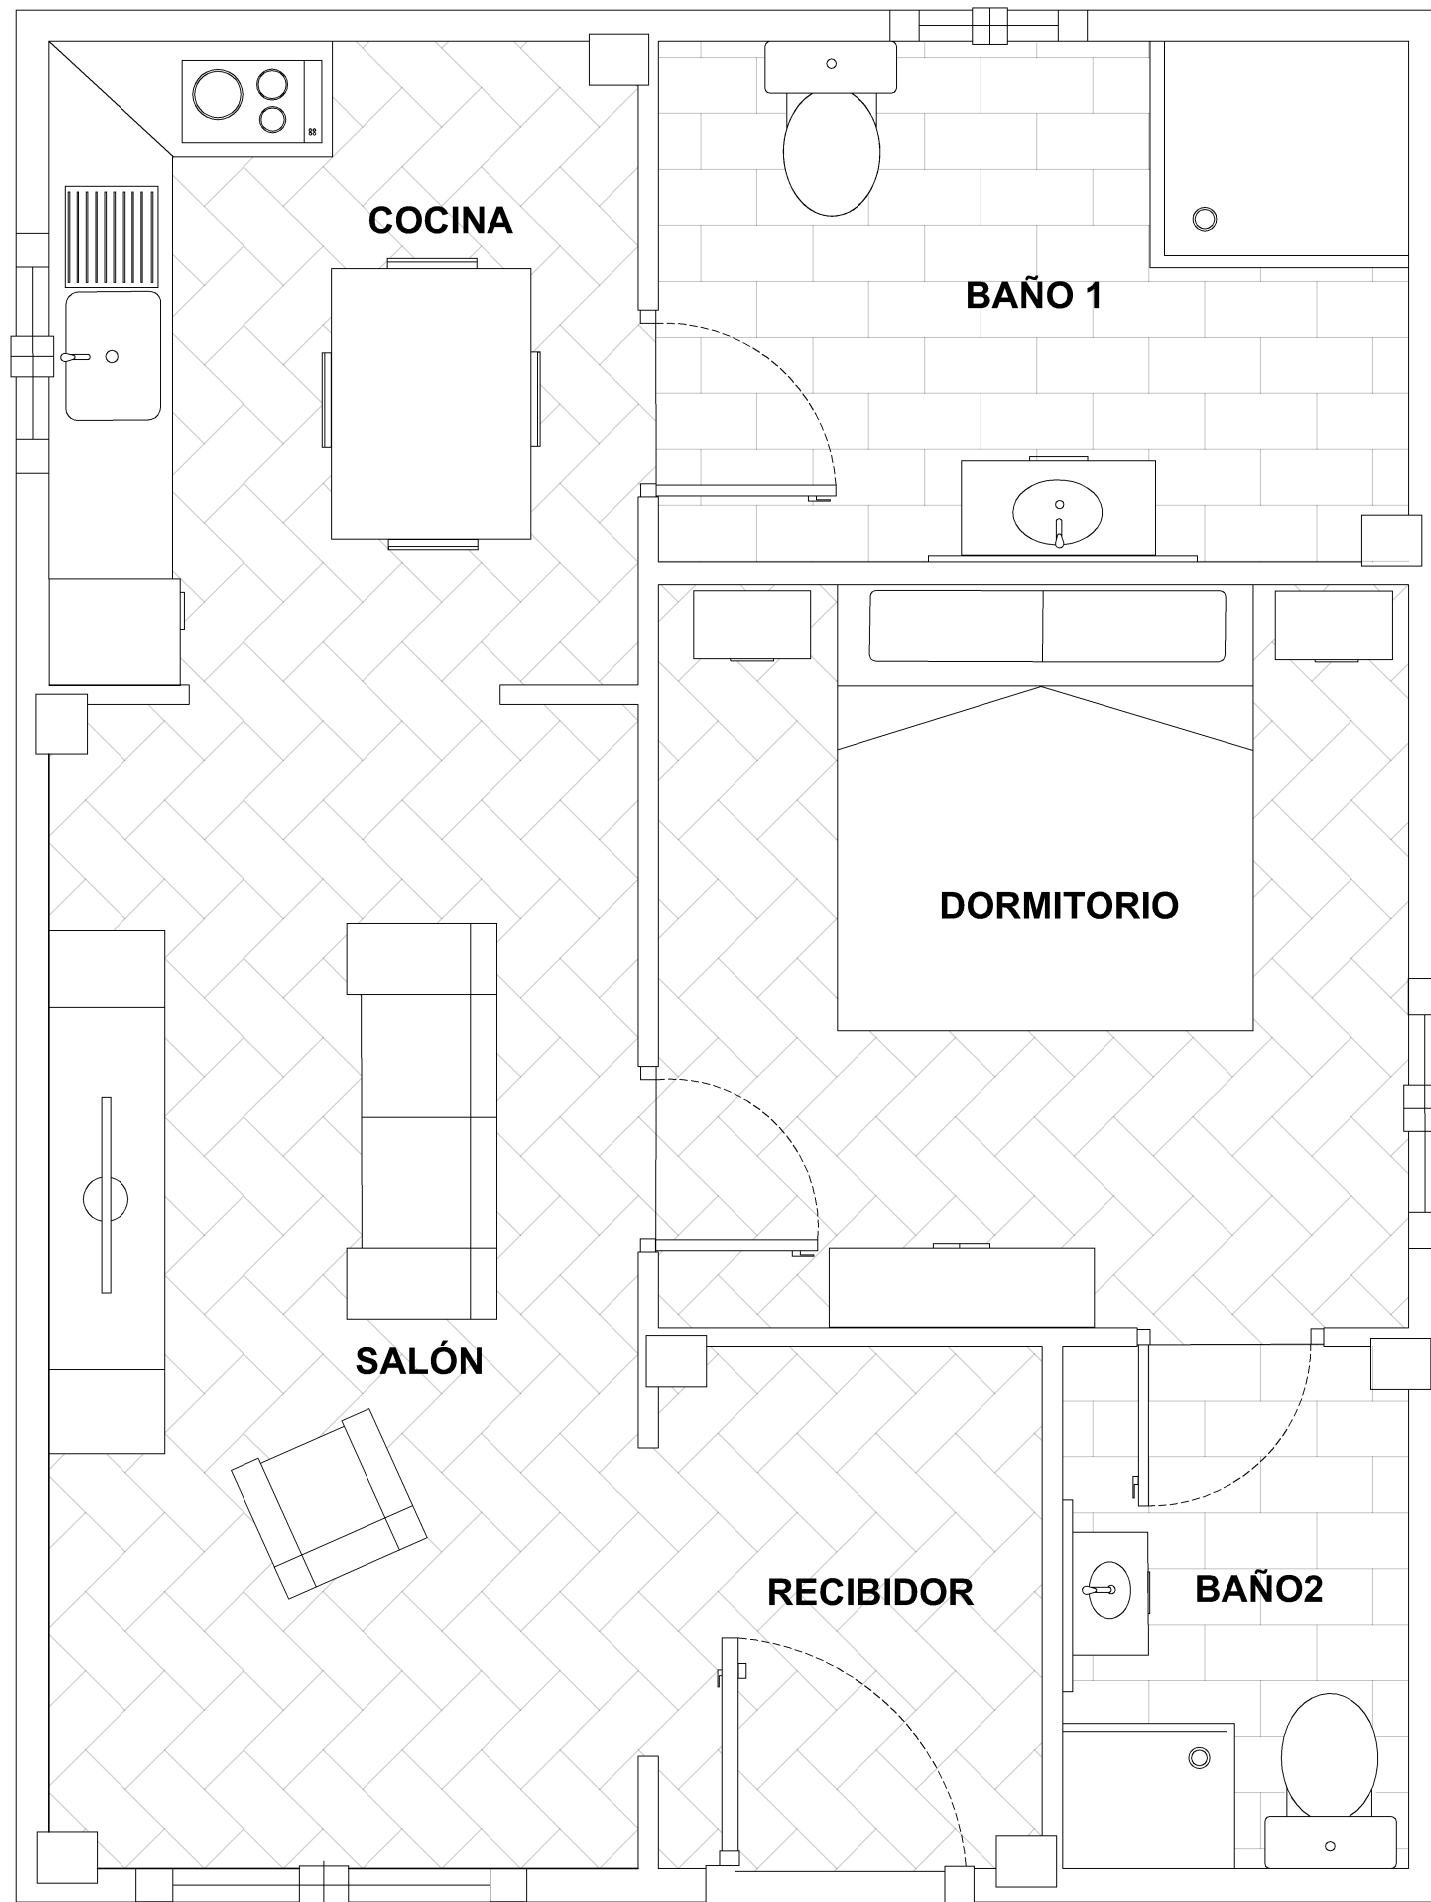 COCINA
BAÑO 1
DORMITORIO
SALÓN
RECIBIDOR
BAÑO2